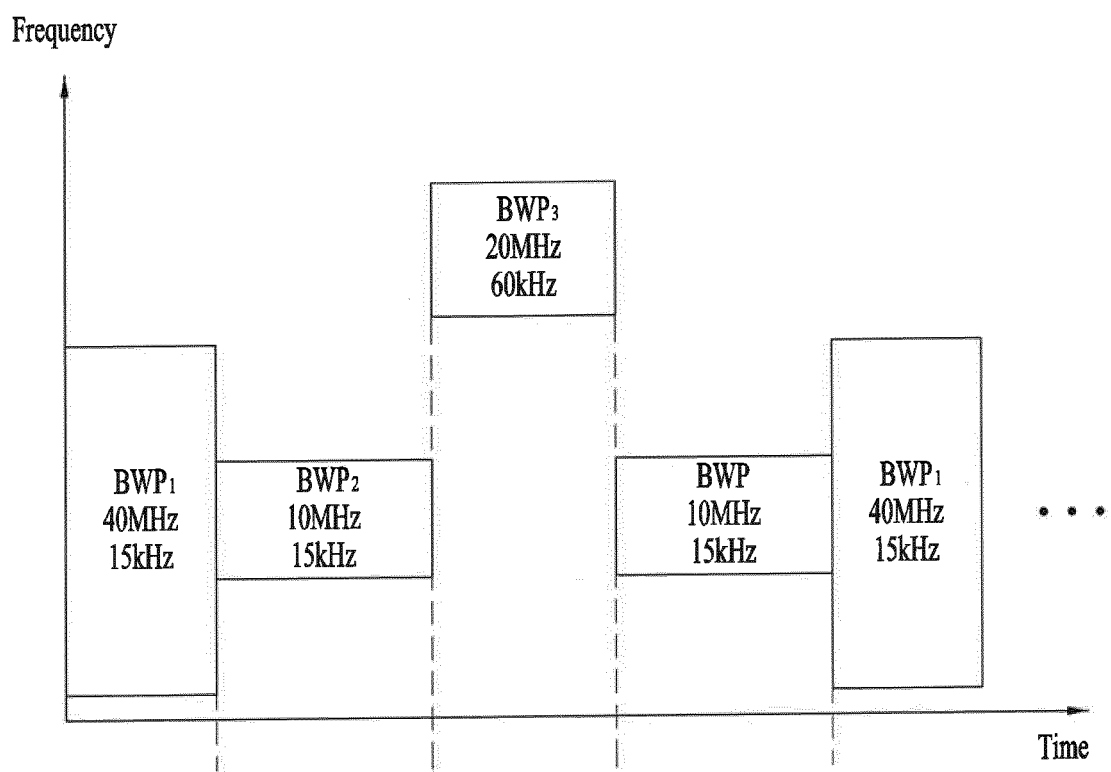 Frequency
BWP₃
20MHz
60kHz
BWP₁
40MHz
15kHz
BWP₂
10MHz
15kHz
BWP
10MHz
15kHz
BWP₁
40MHz
15kHz
Time